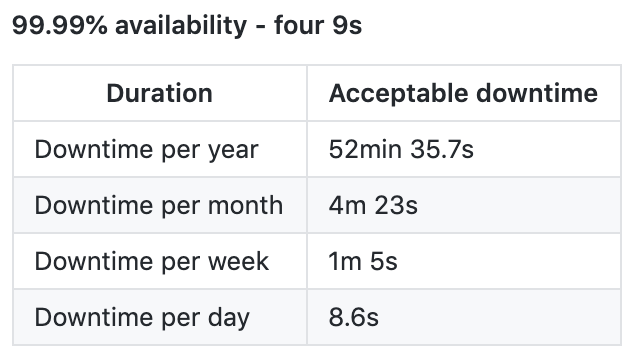 99.99% availability - four 9s
Duration Acceptable downtime
Downtime per year 52min 35.7s
Downtime per month 4m 23s
Downtime per week 1m 5s
Downtime per day 8.6s